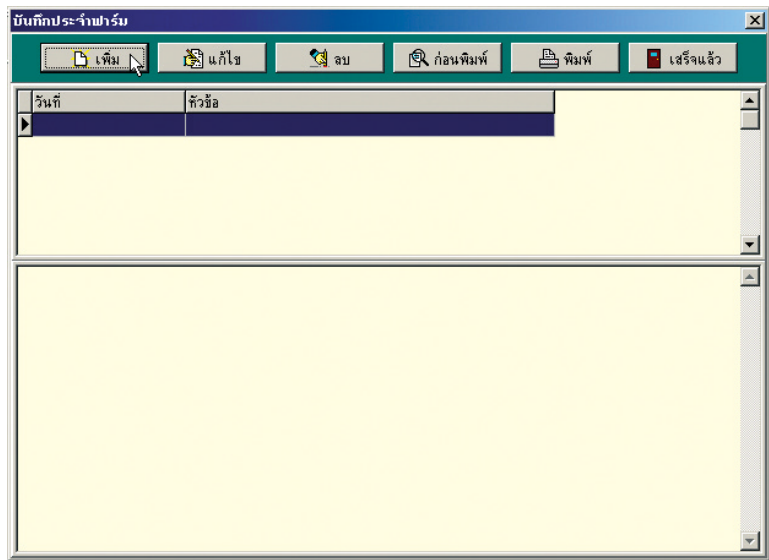 บันทึกประจำฟาร์ม
เพิ่ม แก้ไข ลบ ก่อนพิมพ์ พิมพ์ เสร็จแล้ว
วันที่ หัวข้อ